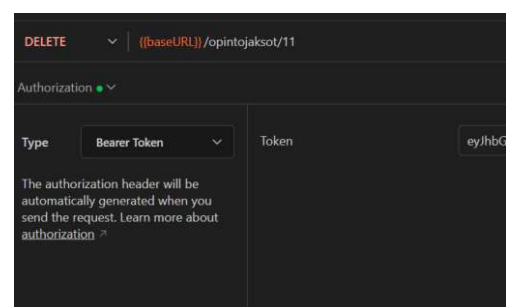 DELETE {{baseURL}}/opintojaksot/11
Authorization
Type Bearer Token
Token eyJhbG
The authorization header will be
automatically generated when you
send the request. Learn more about
authorization ↗